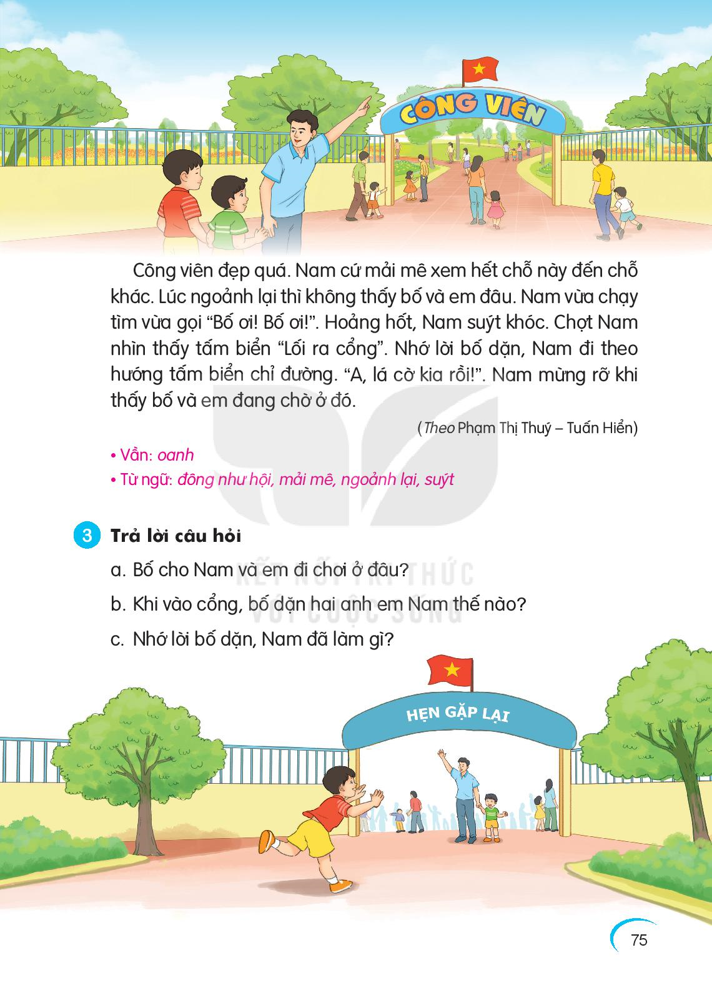 CÔNG VIÊN
Công viên đẹp quá. Nam cứ mải mê xem hết chỗ này đến chỗ
khác. Lúc ngoảnh lại thì không thấy bố và em đâu. Nam vừa chạy
tìm vừa gọi “Bố ơi! Bố ơi!”. Hoảng hốt, Nam suýt khóc. Chợt Nam
nhìn thấy tấm biển “Lối ra cổng”. Nhớ lời bố dặn, Nam đi theo
hướng tấm biển chỉ đường. “A, lá cờ kia rồi!”. Nam mừng rỡ khi
thấy bố và em đang chờ ở đó.
(Theo Phạm Thị Thuý – Tuấn Hiển)
• Vần: oanh
• Từ ngữ: đông như hội, mải mê, ngoảnh lại, suýt
3 Trả lời câu hỏi
a. Bố cho Nam và em đi chơi ở đâu?
KẾT NỐI TRI THỨC
b. Khi vào cổng, bố dặn hai anh em Nam thế nào?
VỚI CUỘC SỐNG
c. Nhớ lời bố dặn, Nam đã làm gì?
HẸN GẶP LẠI
75